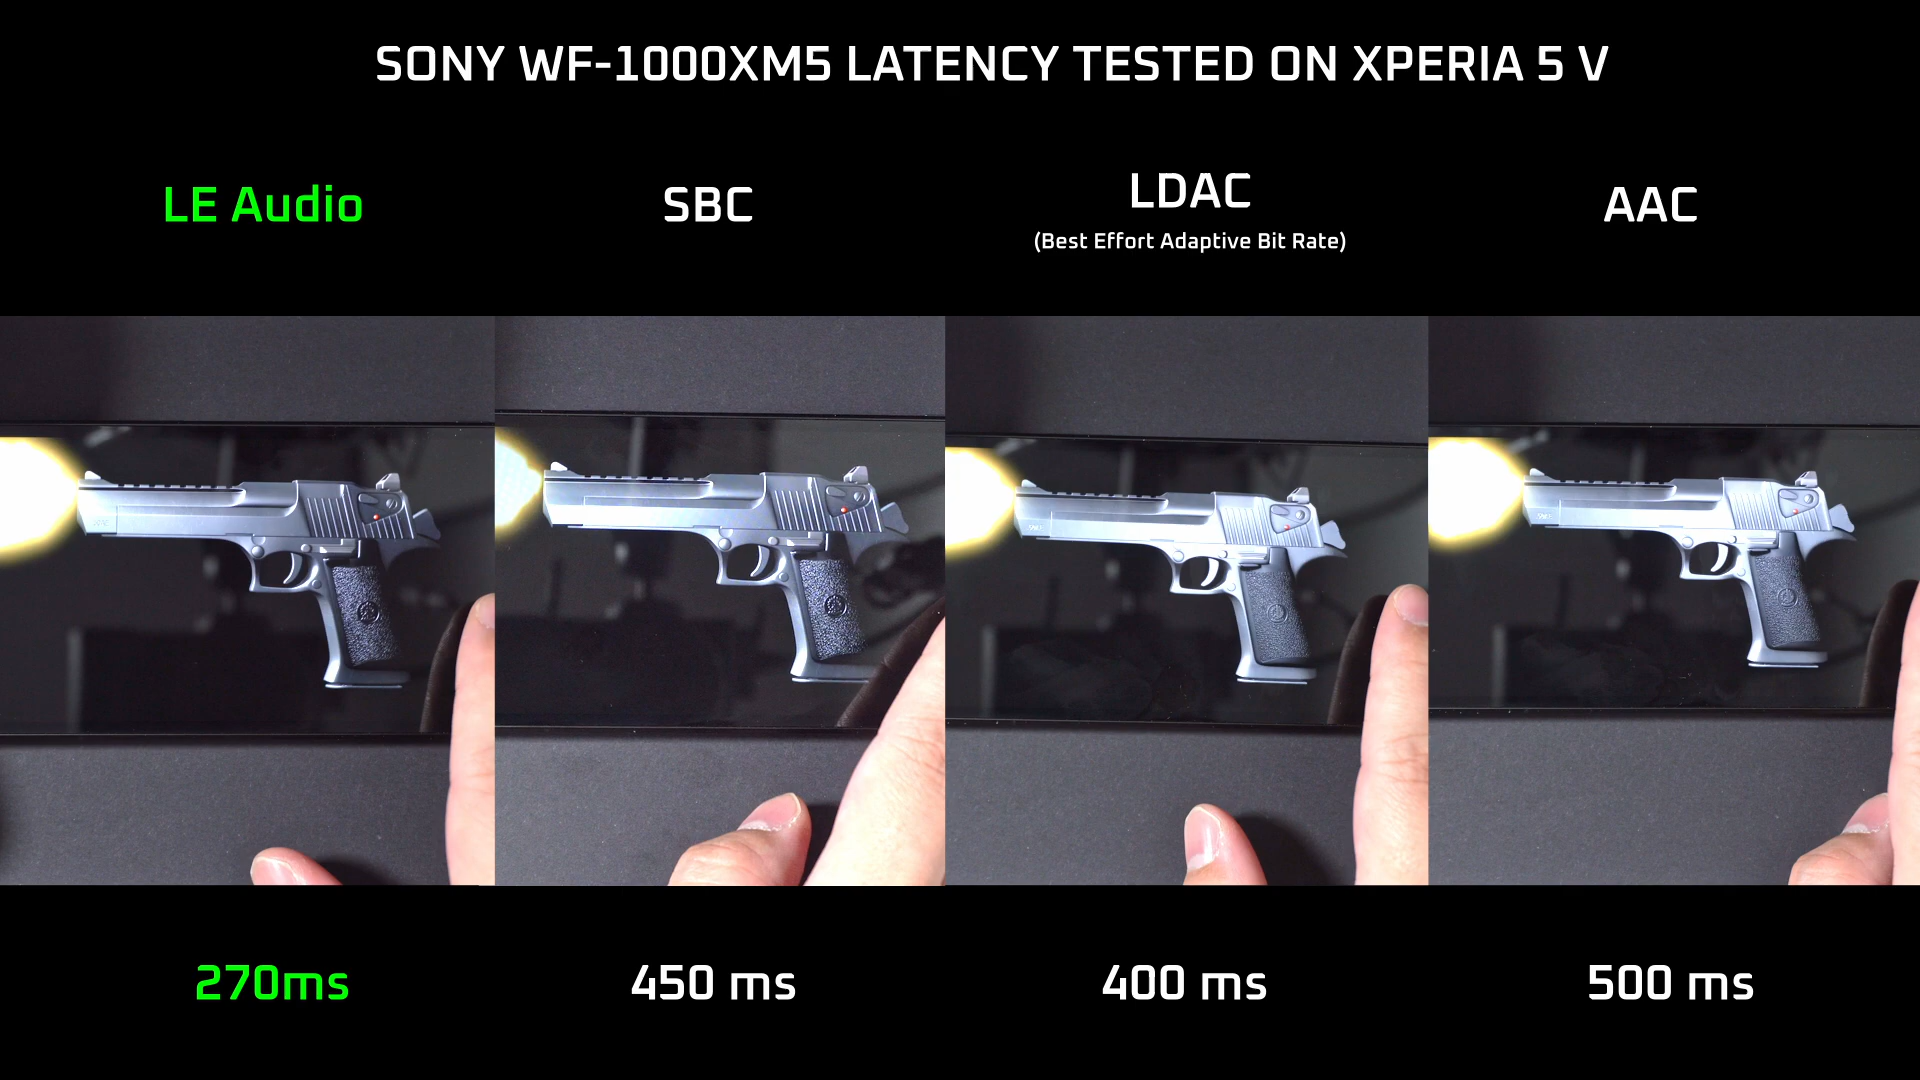 SONY WF-1000XM5 LATENCY TESTED ON XPERIA 5 V
LE Audio
SBC
LDAC
(Best Effort Adaptive Bit Rate)
AAC
270ms
450 ms
400 ms
500 ms